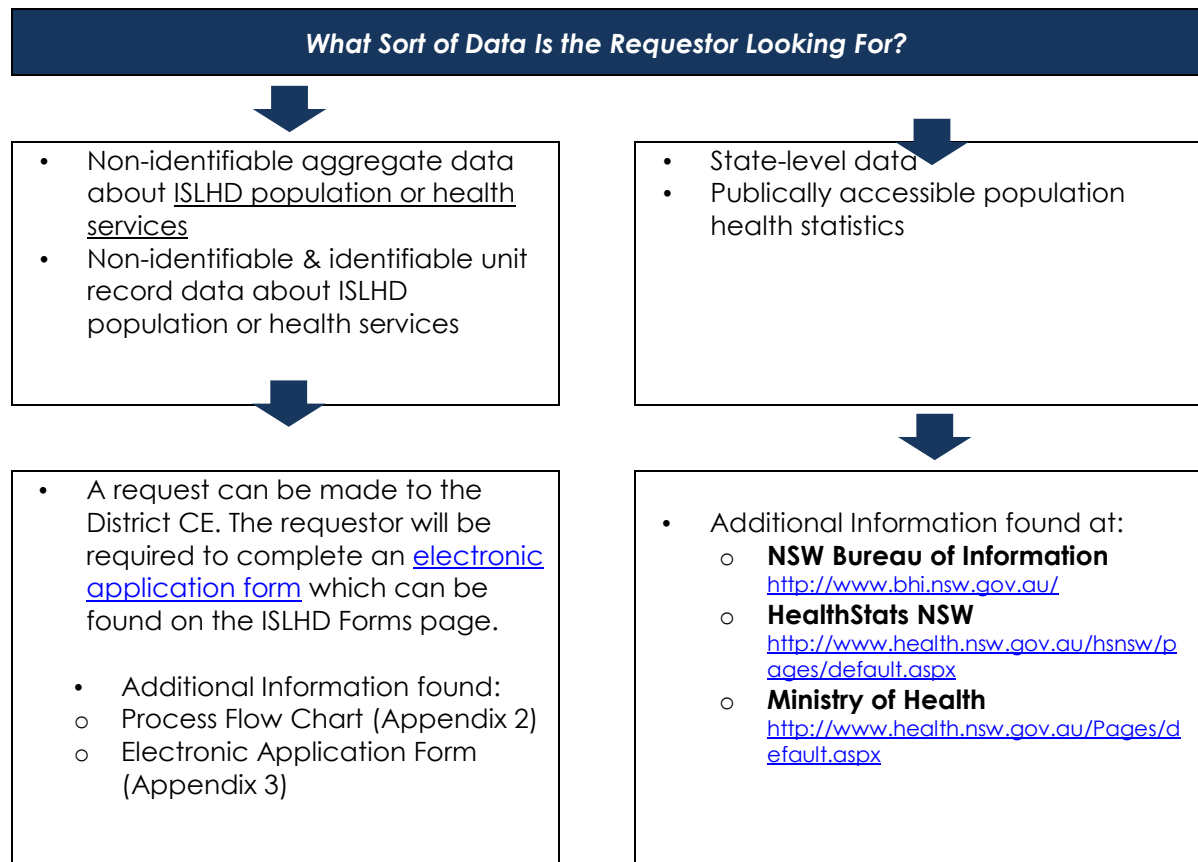 What Sort of Data Is the Requestor Looking For?
• Non-identifiable aggregate data
about ISLHD population or health
services
• Non-identifiable & identifiable unit
record data about ISLHD
population or health services
• State-level data
• Publically accessible population
health statistics
• A request can be made to the
District CE. The requestor will be
required to complete an electronic
application form which can be
found on the ISLHD Forms page.
• Additional Information found:
o Process Flow Chart (Appendix 2)
o Electronic Application Form
(Appendix 3)
• Additional Information found at:
o NSW Bureau of Information
http://www.bhi.nsw.gov.au/
o HealthStats NSW
http://www.health.nsw.gov.au/hsnsw/p
ages/default.aspx
o Ministry of Health
http://www.health.nsw.gov.au/Pages/d
efault.aspx